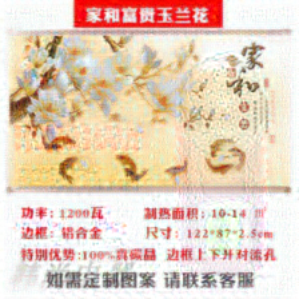 家和富贵玉兰花
家和
功率：1200瓦 制热面积：10-14㎡
边框：铝合金 尺寸：122*87*2.5cm
特别优势：100%真碳晶 边框上下开对流孔
如需定制图案 请联系客服